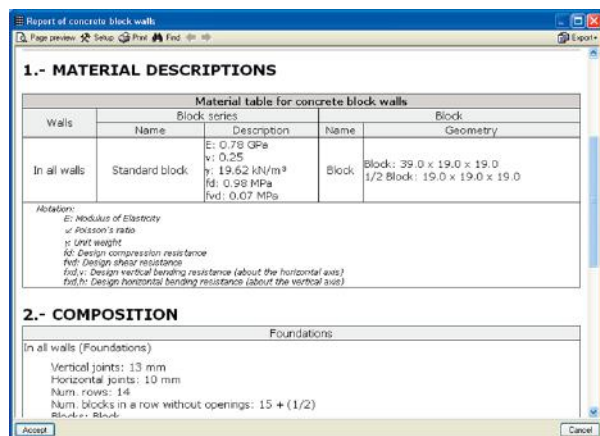 Report of concrete block walls
Page preview Setup Print Find Export
1.- MATERIAL DESCRIPTIONS
Material table for concrete block walls
Walls Block series Block
Name Description Name Geometry
In all walls Standard block E: 0.78 GPa Block Block: 39.0 x 19.0 x 19.0
ν: 0.25 1/2 Block: 19.0 x 19.0 x 19.0
γ: 19.62 kN/m³
fd: 0.98 MPa
fvd: 0.07 MPa
Notation:
E: Modulus of Elasticity
ν: Poisson's ratio
γ: Unit weight
fd: Design compression resistance
fvd: Design shear resistance
fxd,v: Design vertical bending resistance (about the horizontal axis)
fxd,h: Design horizontal bending resistance (about the vertical axis)
2.- COMPOSITION
Foundations
In all walls (Foundations)
Vertical joints: 13 mm
Horizontal joints: 10 mm
Num. rows: 14
Num. blocks in a row without openings: 15 + (1/2)
Blocks: Block
Accept Cancel